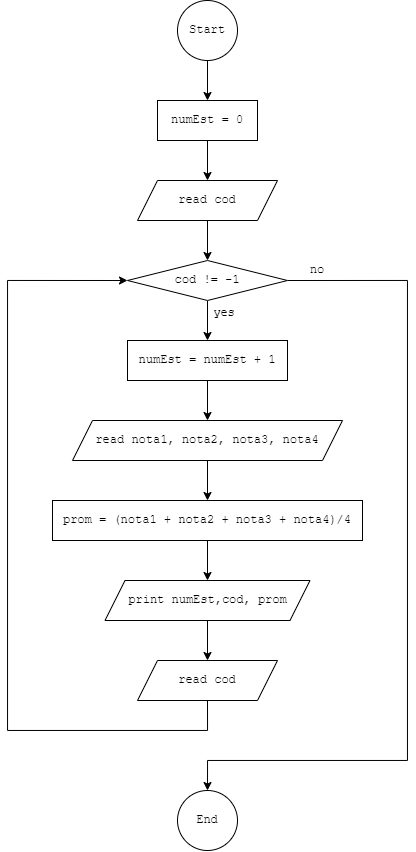 Start
numEst = 0
read cod
cod != -1
no
yes
numEst = numEst + 1
read nota1, nota2, nota3, nota4
prom = (nota1 + nota2 + nota3 + nota4)/4
print numEst,cod, prom
read cod
End